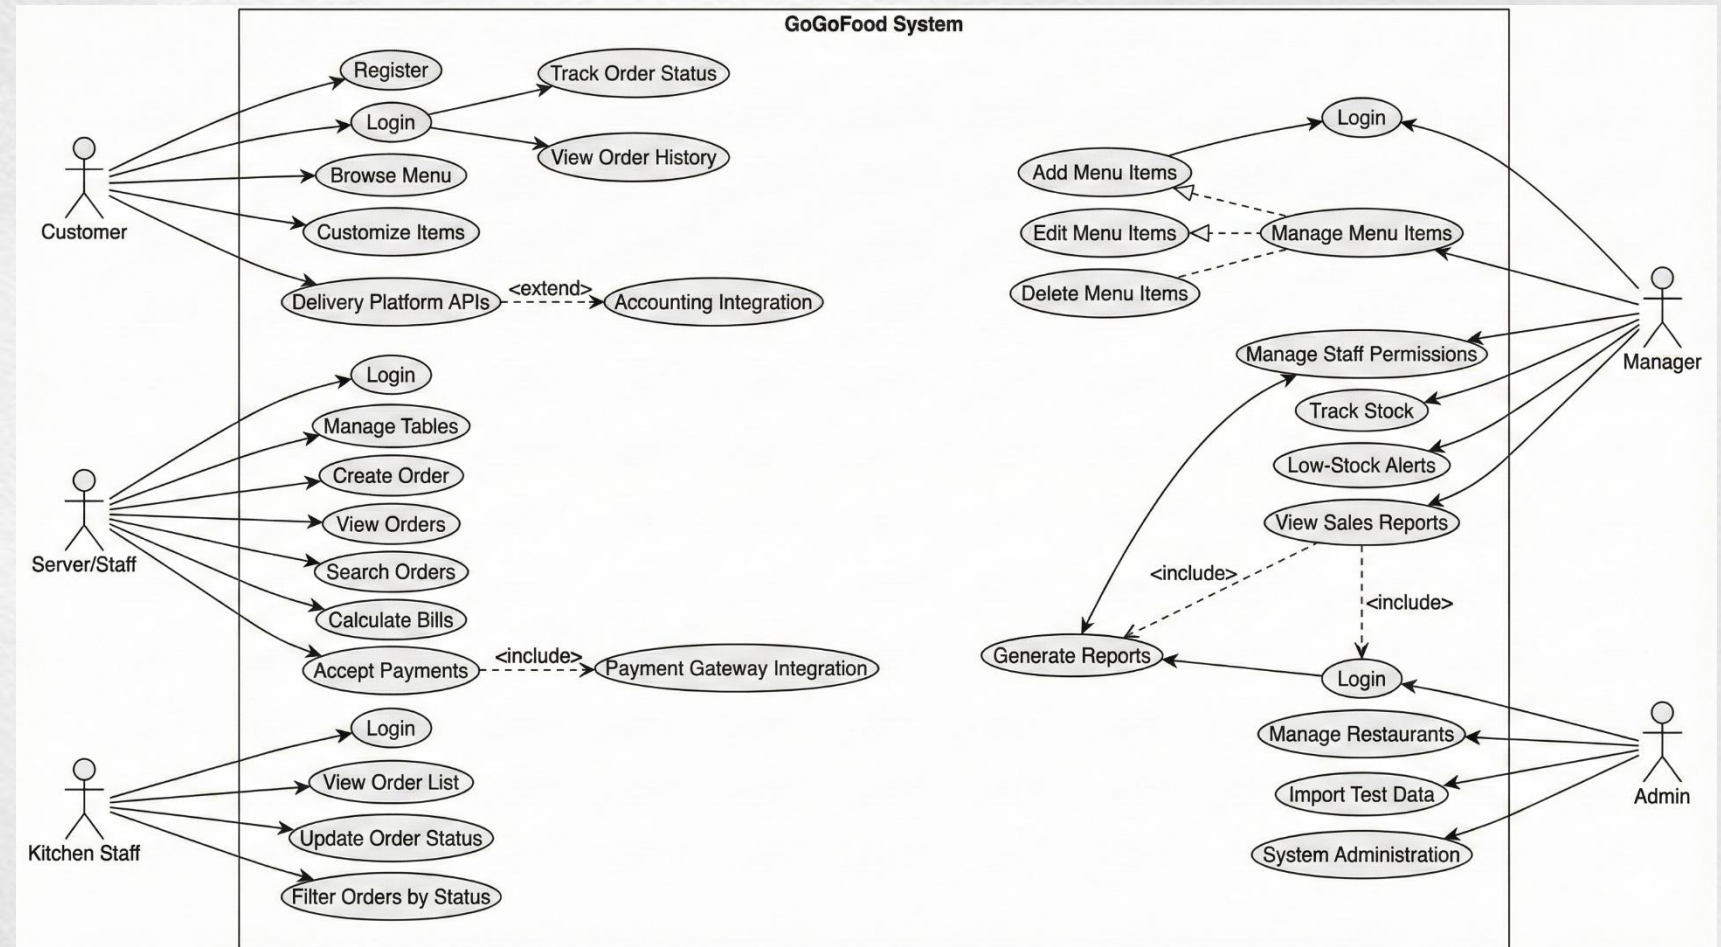 GoGoFood System
Register
Track Order Status
Login
View Order History
Browse Menu
Customize Items
Customer
Delivery Platform APIs
<extend>
Accounting Integration
Login
Manage Tables
Create Order
View Orders
Search Orders
Calculate Bills
Accept Payments
<include>
Payment Gateway Integration
Server/Staff
Login
View Order List
Update Order Status
Filter Orders by Status
Kitchen Staff
Login
Add Menu Items
Edit Menu Items
Manage Menu Items
Delete Menu Items
Manage Staff Permissions
Manager
Track Stock
Low-Stock Alerts
View Sales Reports
<include>
<include>
Generate Reports
Login
Manage Restaurants
Import Test Data
Admin
System Administration